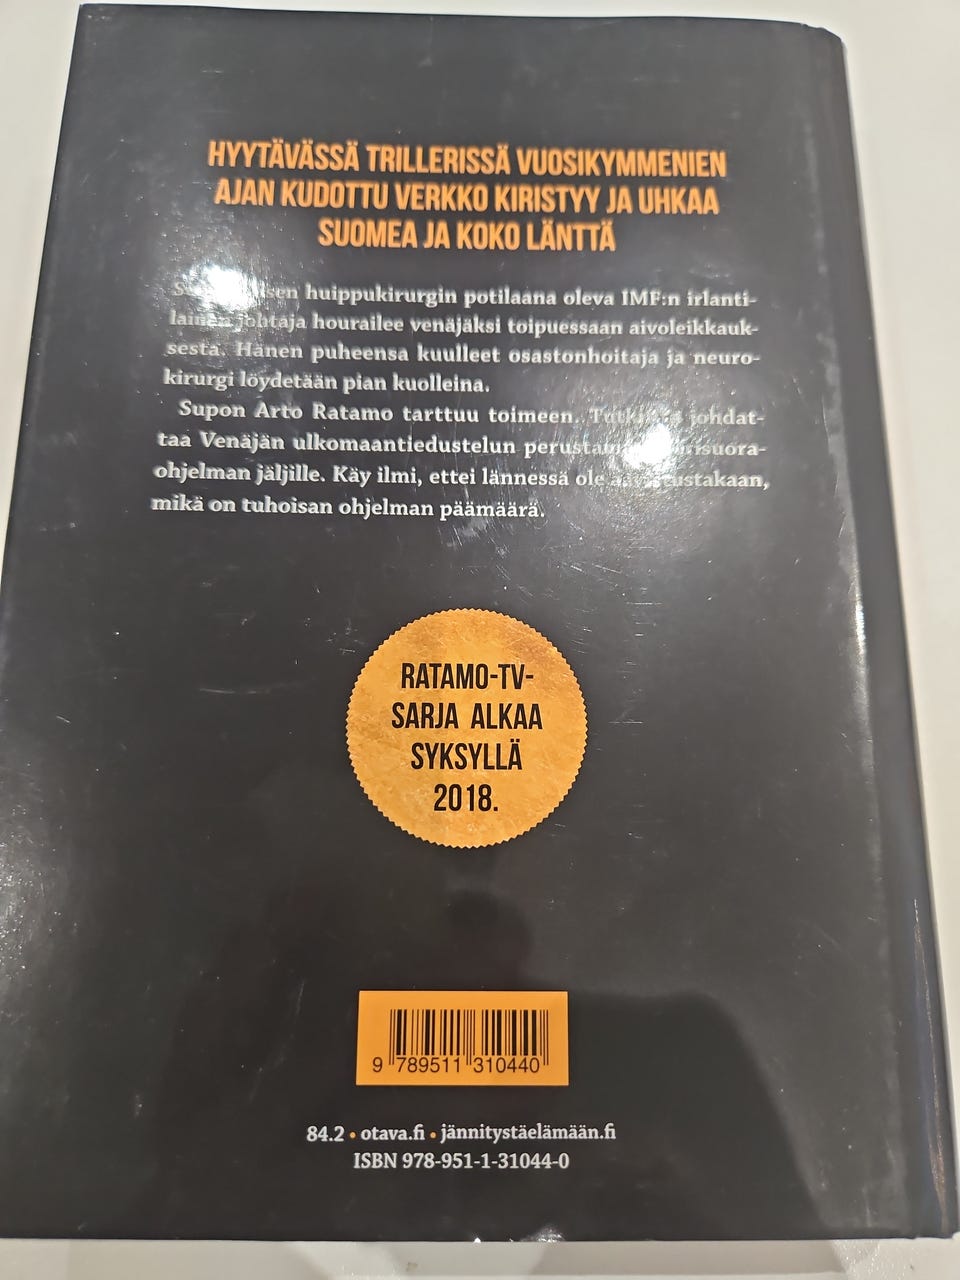 HYYTÄVÄSSÄ TRILLERISSÄ VUOSIKYMMENIEN
AJAN KUDOTTU VERKKO KIRISTYY JA UHKAA
SUOMEA JA KOKO LÄNTTÄ
huippukirurgin potilaana oleva IMF:n irlanti-
lainen johtaja hourailee venäjäksi toipuessaan aivoleikkauk-
sesta. Hänen puheensa kuulleet osastonhoitaja ja neuro-
kirurgi löydetään pian kuolleina.
Supon Arto Ratamo tarttuu toimeen. johdat-
taa Venäjän ulkomaantiedustelun
ohjelman jäljille. Käy ilmi, ettei lännessä ole
mikä on tuhoisan ohjelman päämäärä.
RATAMO-TV-
SARJA ALKAA
SYKSYLLÄ
2018.
9 789511 310440
84.2 • otava.fi • jännitystäelämään.fi
ISBN 978-951-1-31044-0